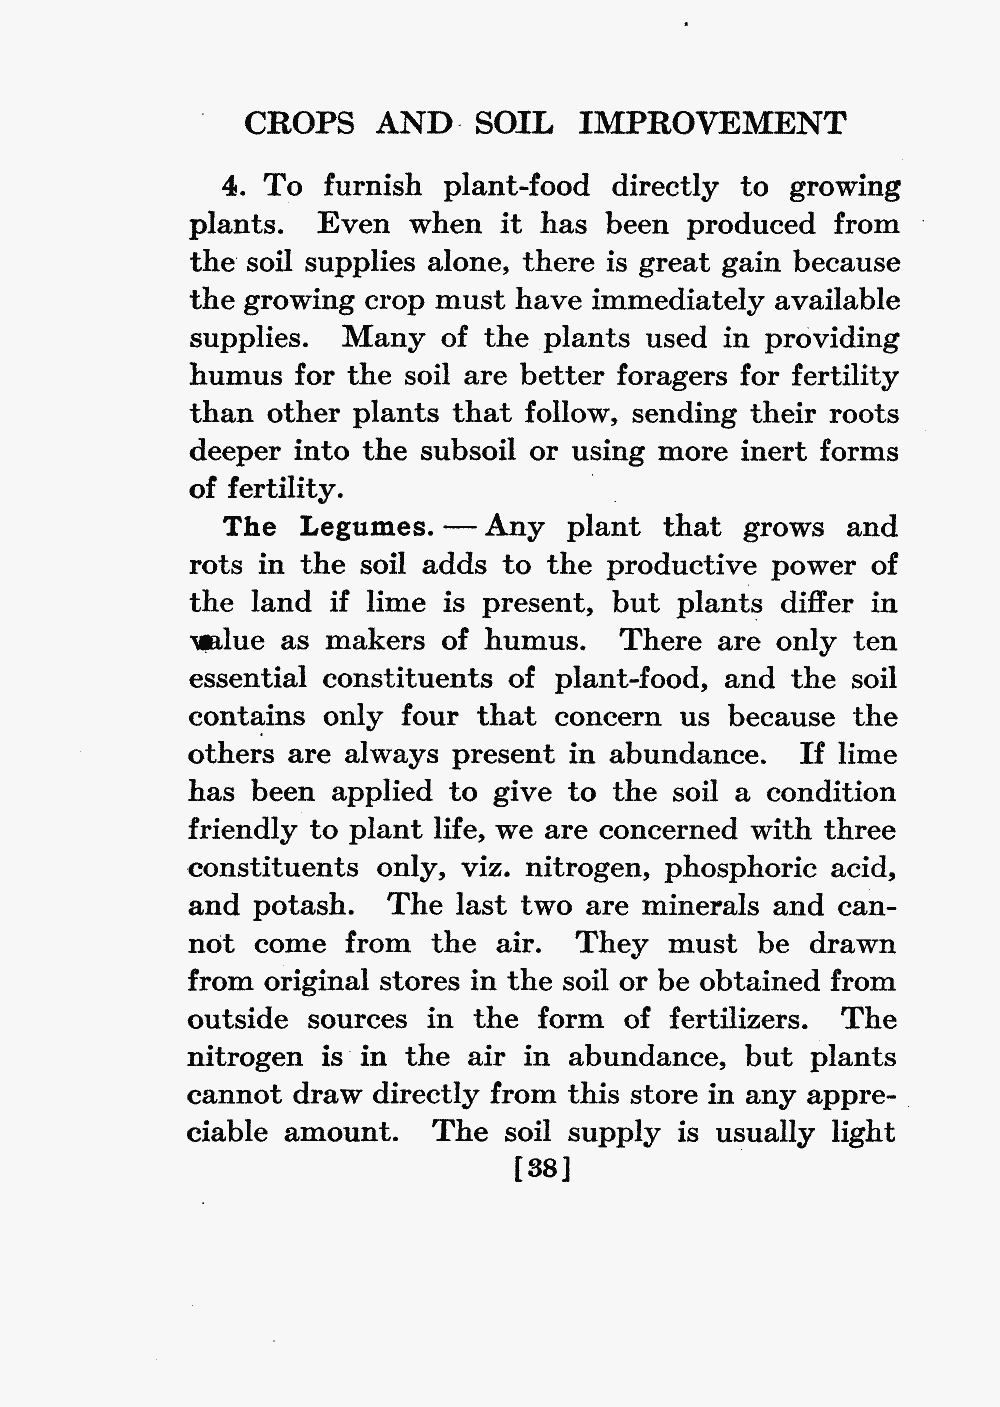 CROPS AND SOIL IMPROVEMENT
4. To furnish plant-food directly to growing
plants. Even when it has been produced from
the soil supplies alone, there is great gain because
the growing crop must have immediately available
supplies. Many of the plants used in providing
humus for the soil are better foragers for fertility
than other plants that follow, sending their roots
deeper into the subsoil or using more inert forms
of fertility.
The Legumes. — Any plant that grows and
rots in the soil adds to the productive power of
the land if lime is present, but plants differ in
value as makers of humus. There are only ten
essential constituents of plant-food, and the soil
contains only four that concern us because the
others are always present in abundance. If lime
has been applied to give to the soil a condition
friendly to plant life, we are concerned with three
constituents only, viz. nitrogen, phosphoric acid,
and potash. The last two are minerals and can-
not come from the air. They must be drawn
from original stores in the soil or be obtained from
outside sources in the form of fertilizers. The
nitrogen is in the air in abundance, but plants
cannot draw directly from this store in any appre-
ciable amount. The soil supply is usually light
[38]